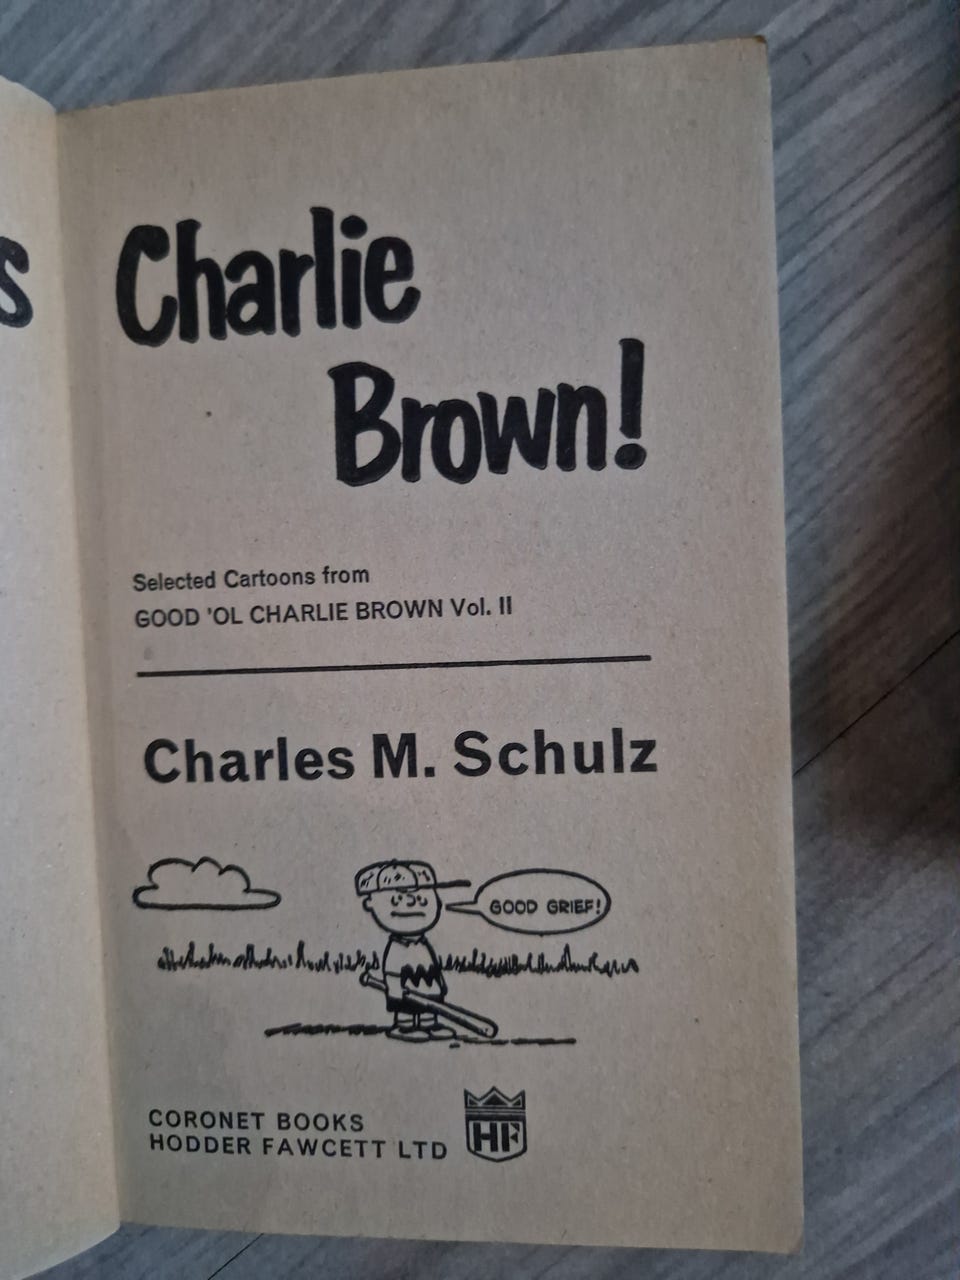 s
Charlie
Brown!
Selected Cartoons from
GOOD 'OL CHARLIE BROWN Vol. II
Charles M. Schulz
GOOD GRIEF!
CORONET BOOKS
HODDER FAWCETT LTD
HF